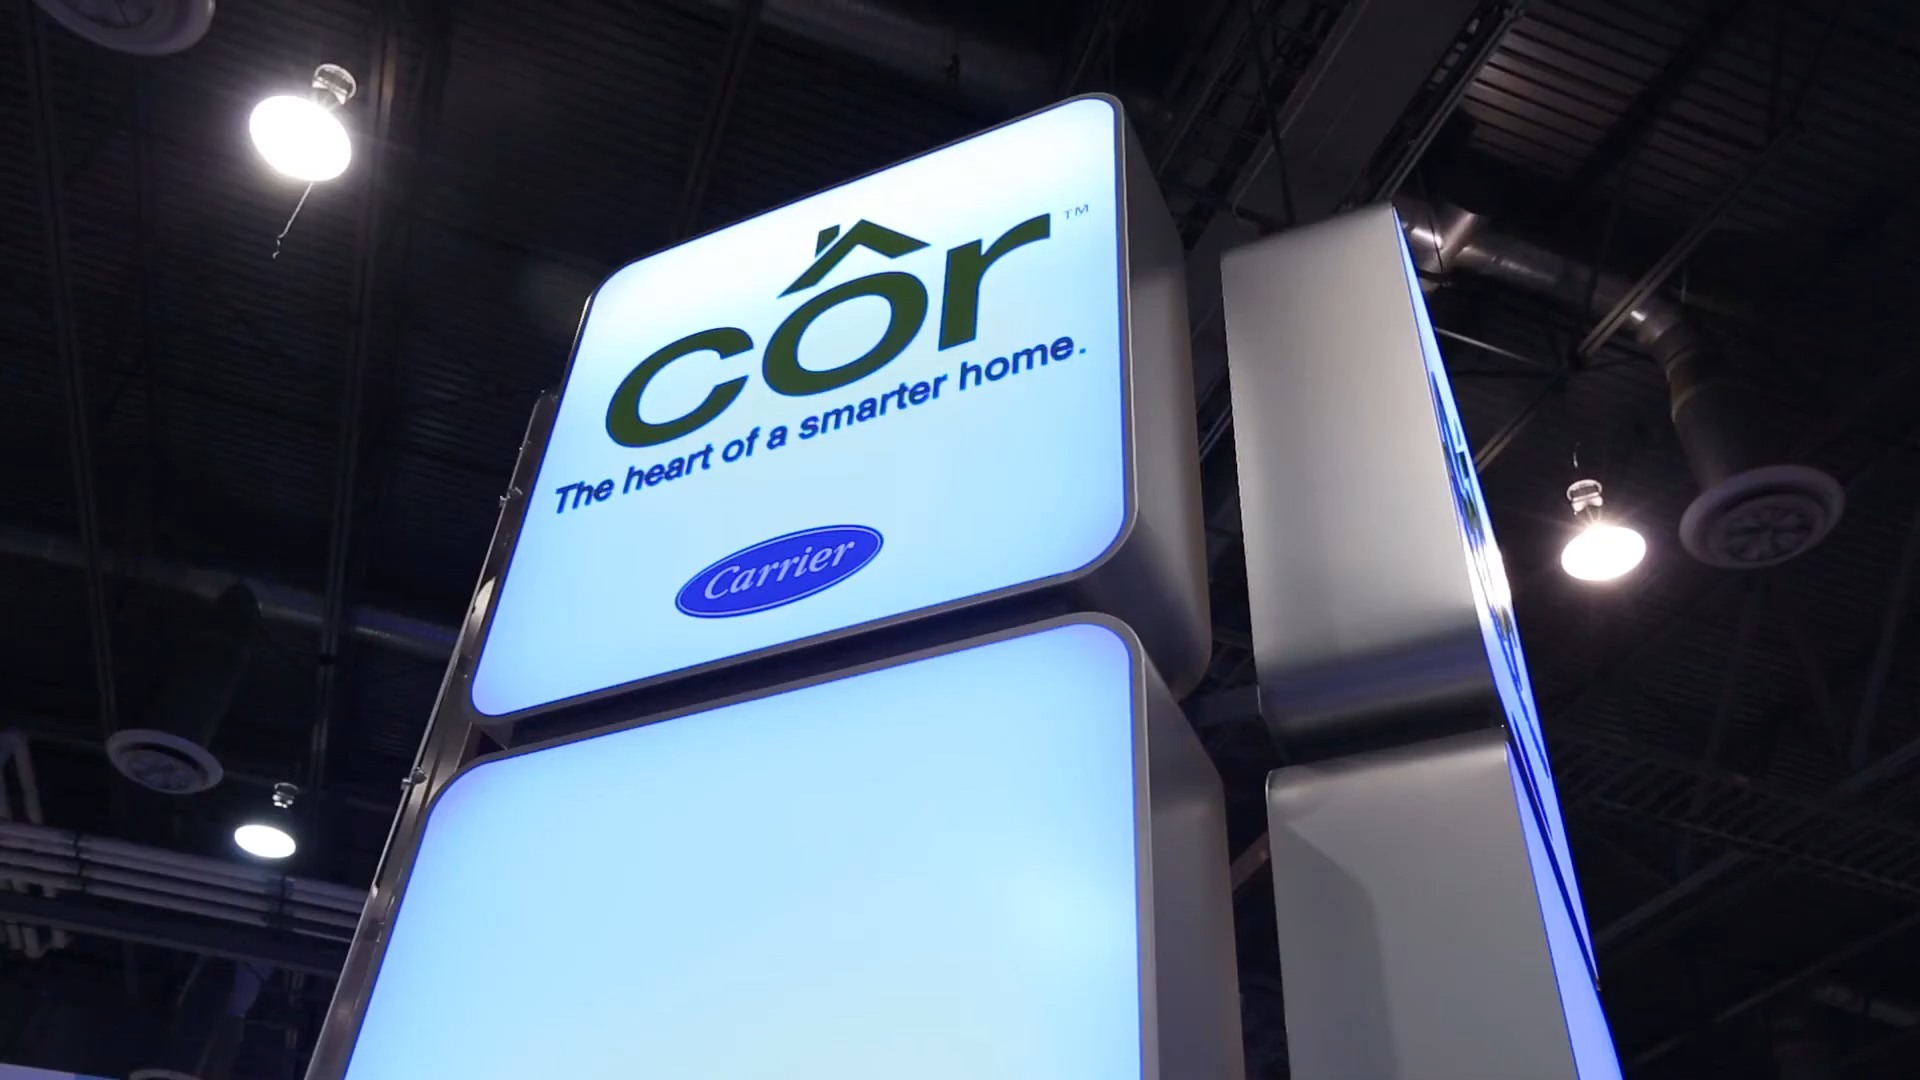 côr™
The heart of a smarter home.
Carrier